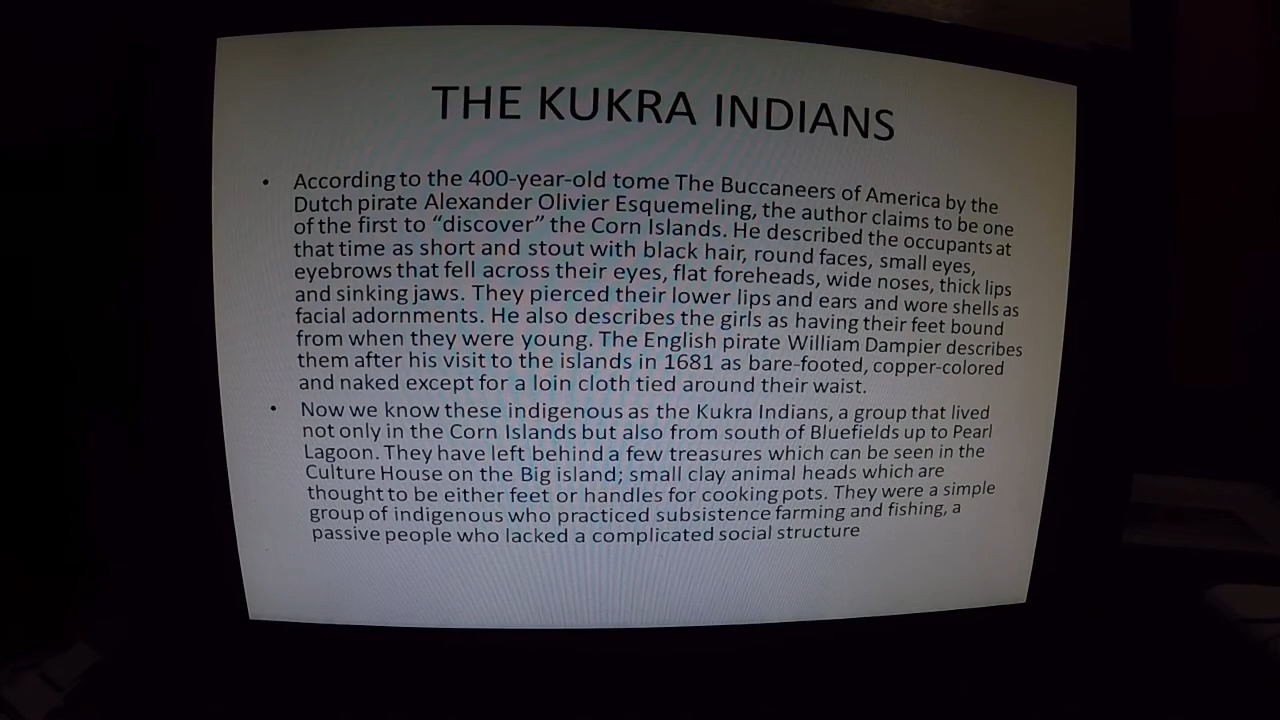 THE KUKRA INDIANS
• According to the 400-year-old tome The Buccaneers of America by the
Dutch pirate Alexander Olivier Esquemeling, the author claims to be one
of the first to “discover” the Corn Islands. He described the occupants at
that time as short and stout with black hair, round faces, small eyes,
eyebrows that fell across their eyes, flat foreheads, wide noses, thick lips
and sinking jaws. They pierced their lower lips and ears and wore shells as
facial adornments. He also describes the girls as having their feet bound
from when they were young. The English pirate William Dampier describes
them after his visit to the islands in 1681 as bare-footed, copper-colored
and naked except for a loin cloth tied around their waist.
• Now we know these indigenous as the Kukra Indians, a group that lived
not only in the Corn Islands but also from south of Bluefields up to Pearl
Lagoon. They have left behind a few treasures which can be seen in the
Culture House on the Big island; small clay animal heads which are
thought to be either feet or handles for cooking pots. They were a simple
group of indigenous who practiced subsistence farming and fishing, a
passive people who lacked a complicated social structure